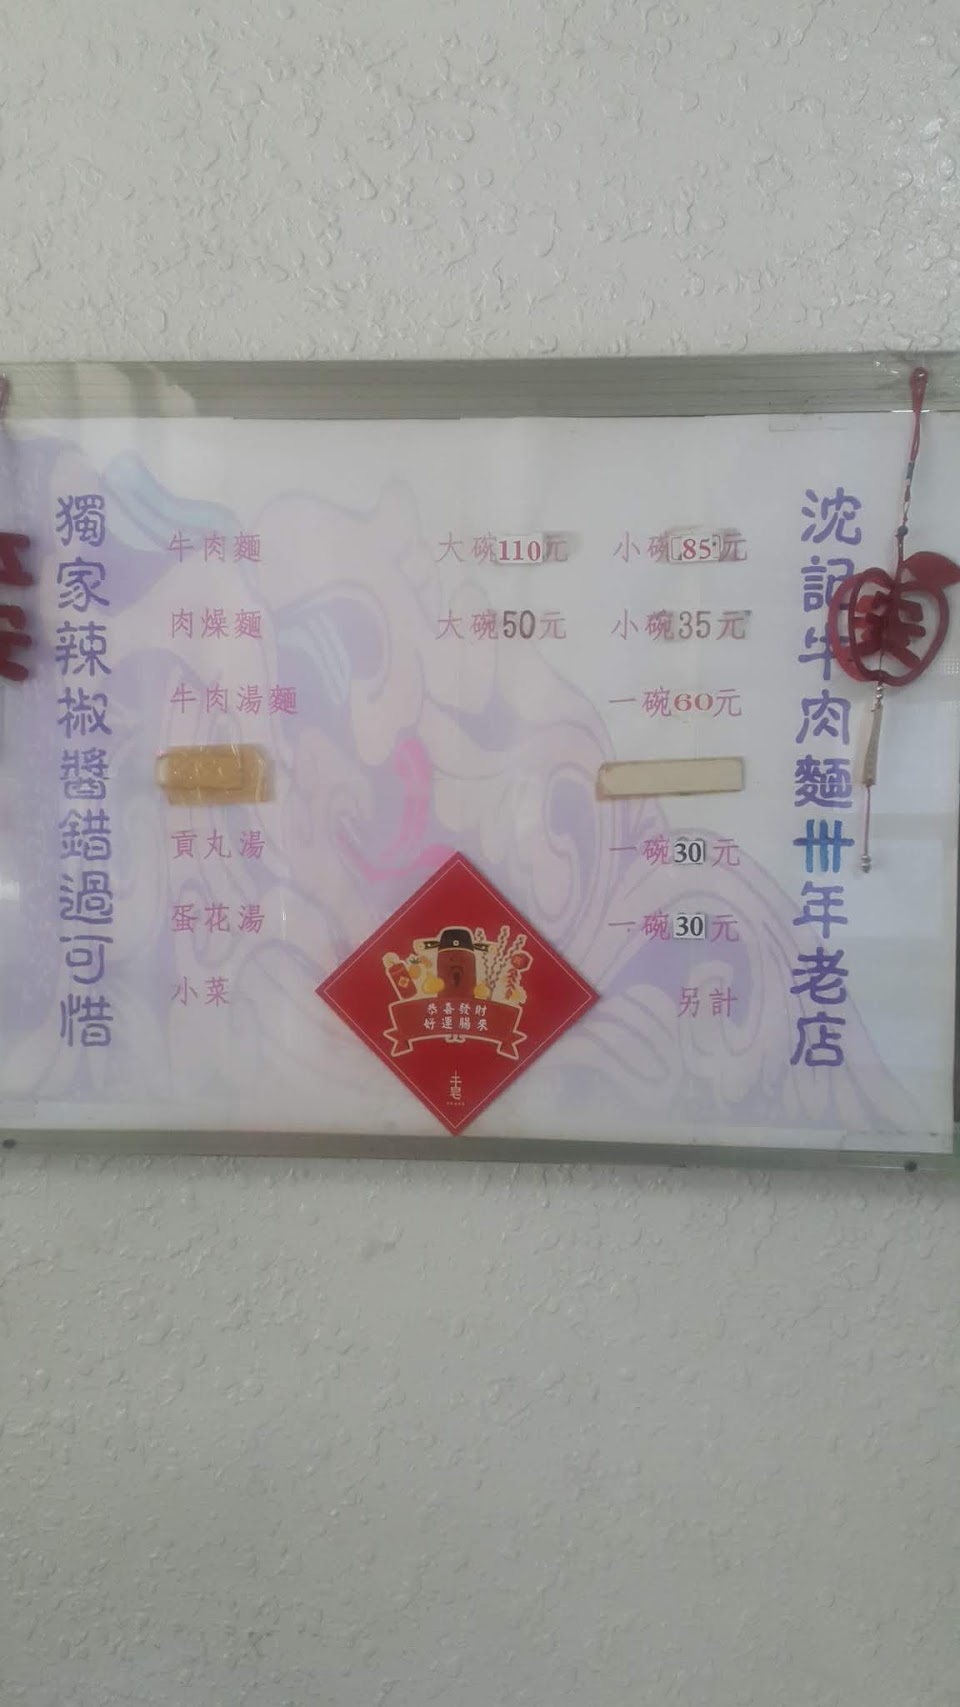 沈記牛肉麵卌年老店
牛肉麵 大碗110元 小碗85元
肉燥麵 大碗50元 小碗35元
牛肉湯麵 一碗60元
貢丸湯 一碗30元
蛋花湯 一碗30元
小菜 另計
獨家辣椒醬錯過可惜
恭喜發財
好運腸來